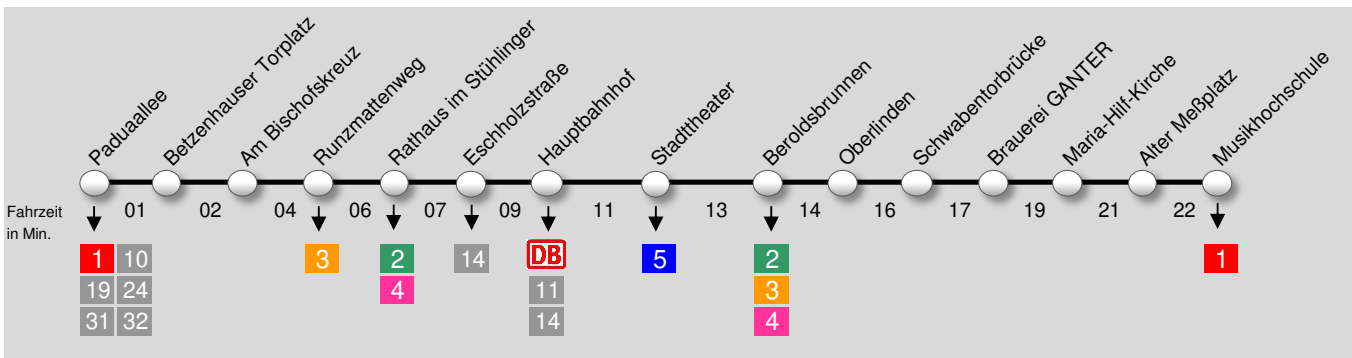 Paduaallee
Betzenhauser Torplatz
Am Bischofskreuz
Runzmattenweg
Rathaus im Stühlinger
Eschholzstraße
Hauptbahnhof
Stadttheater
Beroldsbrunnen
Oberlinden
Schwabentorbrücke
Brauerei GANTER
Maria-Hilf-Kirche
Alter Meßplatz
Musikhochschule
Fahrzeit 01 02 04 06 07 09 11 13 14 16 17 19 21 22
in Min.
1 10 3 2 14 DB 5 2 1
19 24 4 11 3
31 32 14 4